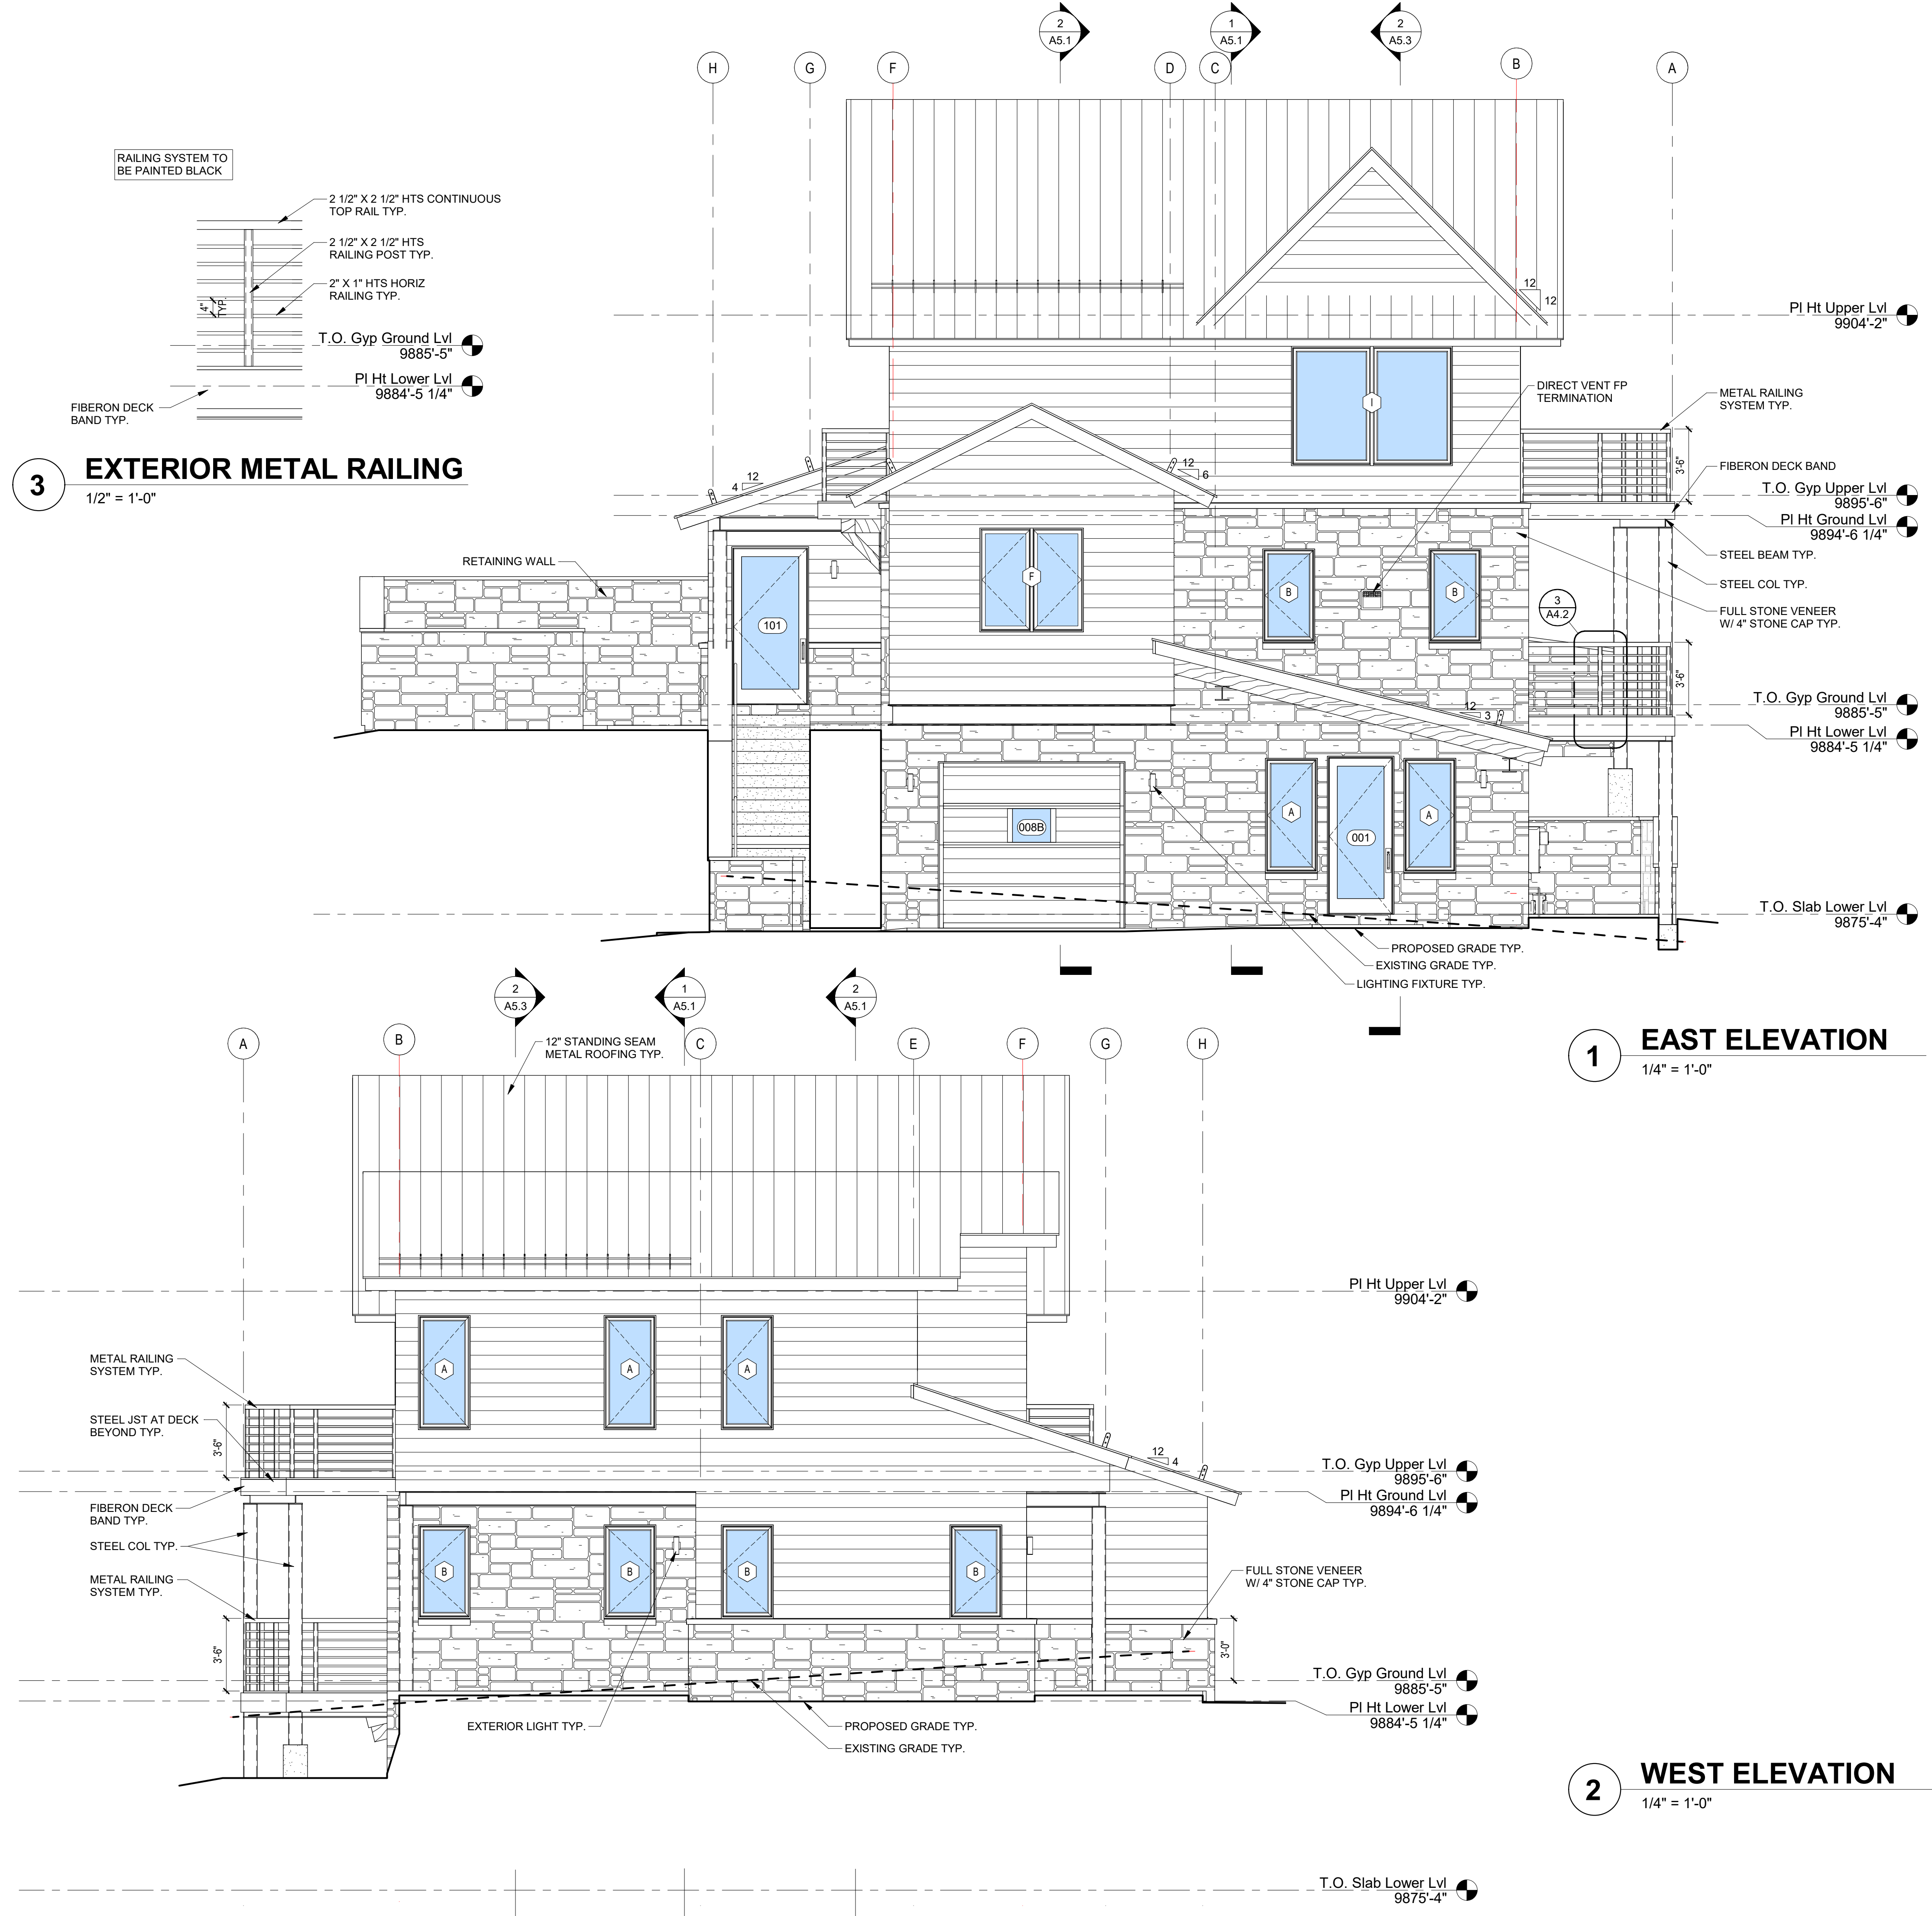 2
A5.1
1
A5.1
2
A5.3
H
G
F
D
C
B
A
RAILING SYSTEM TO
BE PAINTED BLACK
2 1/2" X 2 1/2" HTS CONTINUOUS
TOP RAIL TYP.
2 1/2" X 2 1/2" HTS
RAILING POST TYP.
2" X 1" HTS HORIZ
RAILING TYP.
4"
TYP.
T.O. Gyp Ground Lvl
9885'-5"
Pl Ht Lower Lvl
9884'-5 1/4"
FIBERON DECK
BAND TYP.
3
EXTERIOR METAL RAILING
1/2" = 1'-0"
12
12
Pl Ht Upper Lvl
9904'-2"
DIRECT VENT FP
TERMINATION
METAL RAILING
SYSTEM TYP.
I
3'-6"
12
4
12
6
FIBERON DECK BAND
T.O. Gyp Upper Lvl
9895'-6"
Pl Ht Ground Lvl
9894'-6 1/4"
STEEL BEAM TYP.
STEEL COL TYP.
FULL STONE VENEER
W/ 4" STONE CAP TYP.
RETAINING WALL
101
F
B
B
3
A4.2
3'-6"
12
3
T.O. Gyp Ground Lvl
9885'-5"
Pl Ht Lower Lvl
9884'-5 1/4"
008B
A
001
A
T.O. Slab Lower Lvl
9875'-4"
PROPOSED GRADE TYP.
EXISTING GRADE TYP.
LIGHTING FIXTURE TYP.
1
EAST ELEVATION
1/4" = 1'-0"
2
A5.3
1
A5.1
2
A5.1
A
B
C
E
F
G
H
12" STANDING SEAM
METAL ROOFING TYP.
Pl Ht Upper Lvl
9904'-2"
METAL RAILING
SYSTEM TYP.
A
A
A
STEEL JST AT DECK
BEYOND TYP.
3'-6"
12
4
T.O. Gyp Upper Lvl
9895'-6"
Pl Ht Ground Lvl
9894'-6 1/4"
FIBERON DECK
BAND TYP.
STEEL COL TYP.
METAL RAILING
SYSTEM TYP.
B
B
B
B
FULL STONE VENEER
W/ 4" STONE CAP TYP.
3'-6"
3'-0"
T.O. Gyp Ground Lvl
9885'-5"
Pl Ht Lower Lvl
9884'-5 1/4"
EXTERIOR LIGHT TYP.
PROPOSED GRADE TYP.
EXISTING GRADE TYP.
2
WEST ELEVATION
1/4" = 1'-0"
T.O. Slab Lower Lvl
9875'-4"